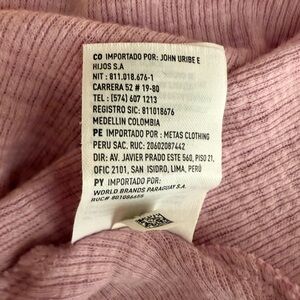 CO IMPORTADO POR: JOHN URIBE E
HIJOS S.A
NIT : 811.018.676-1
CARRERA 52 # 19-80
TEL : (574) 607 1213
REGISTRO SIC: 811018676
MEDELLIN COLOMBIA
PE IMPORTADO POR : METAS CLOTHING
PERU SAC. RUC: 20602087442
DIR: AV. JAVIER PRADO ESTE 560, PISO 21,
OFIC 2101, SAN ISIDRO, LIMA, PERÚ
PY IMPORTADO POR:
WORLD BRANDS PARAGUAY S.A.
RUC# 801086665